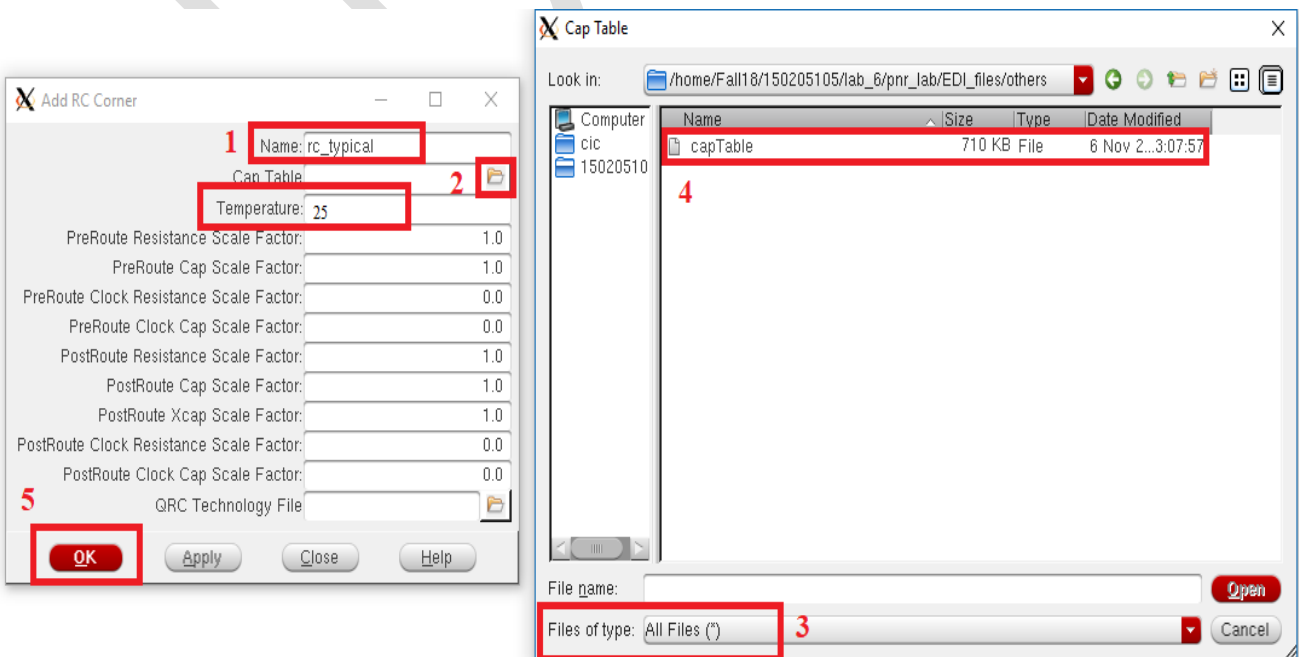 Add RC Corner
1 Name: rc_typical
Cap Table 2
Temperature: 25
PreRoute Resistance Scale Factor: 1.0
PreRoute Cap Scale Factor: 1.0
PreRoute Clock Resistance Scale Factor: 0.0
PreRoute Clock Cap Scale Factor: 0.0
PostRoute Resistance Scale Factor: 1.0
PostRoute Cap Scale Factor: 1.0
PostRoute Xcap Scale Factor: 1.0
PostRoute Clock Resistance Scale Factor: 0.0
PostRoute Clock Cap Scale Factor: 0.0
5 QRC Technology File
OK Apply Close Help
Cap Table
Look in: /home/Fall18/150205105/lab_6/pnr_lab/EDI_files/others
Computer
cic
15020510
Name Size Type Date Modified
capTable 710 KB File 6 Nov 2...3:07:57
4
File name: Open
Files of type: All Files (*) 3 Cancel